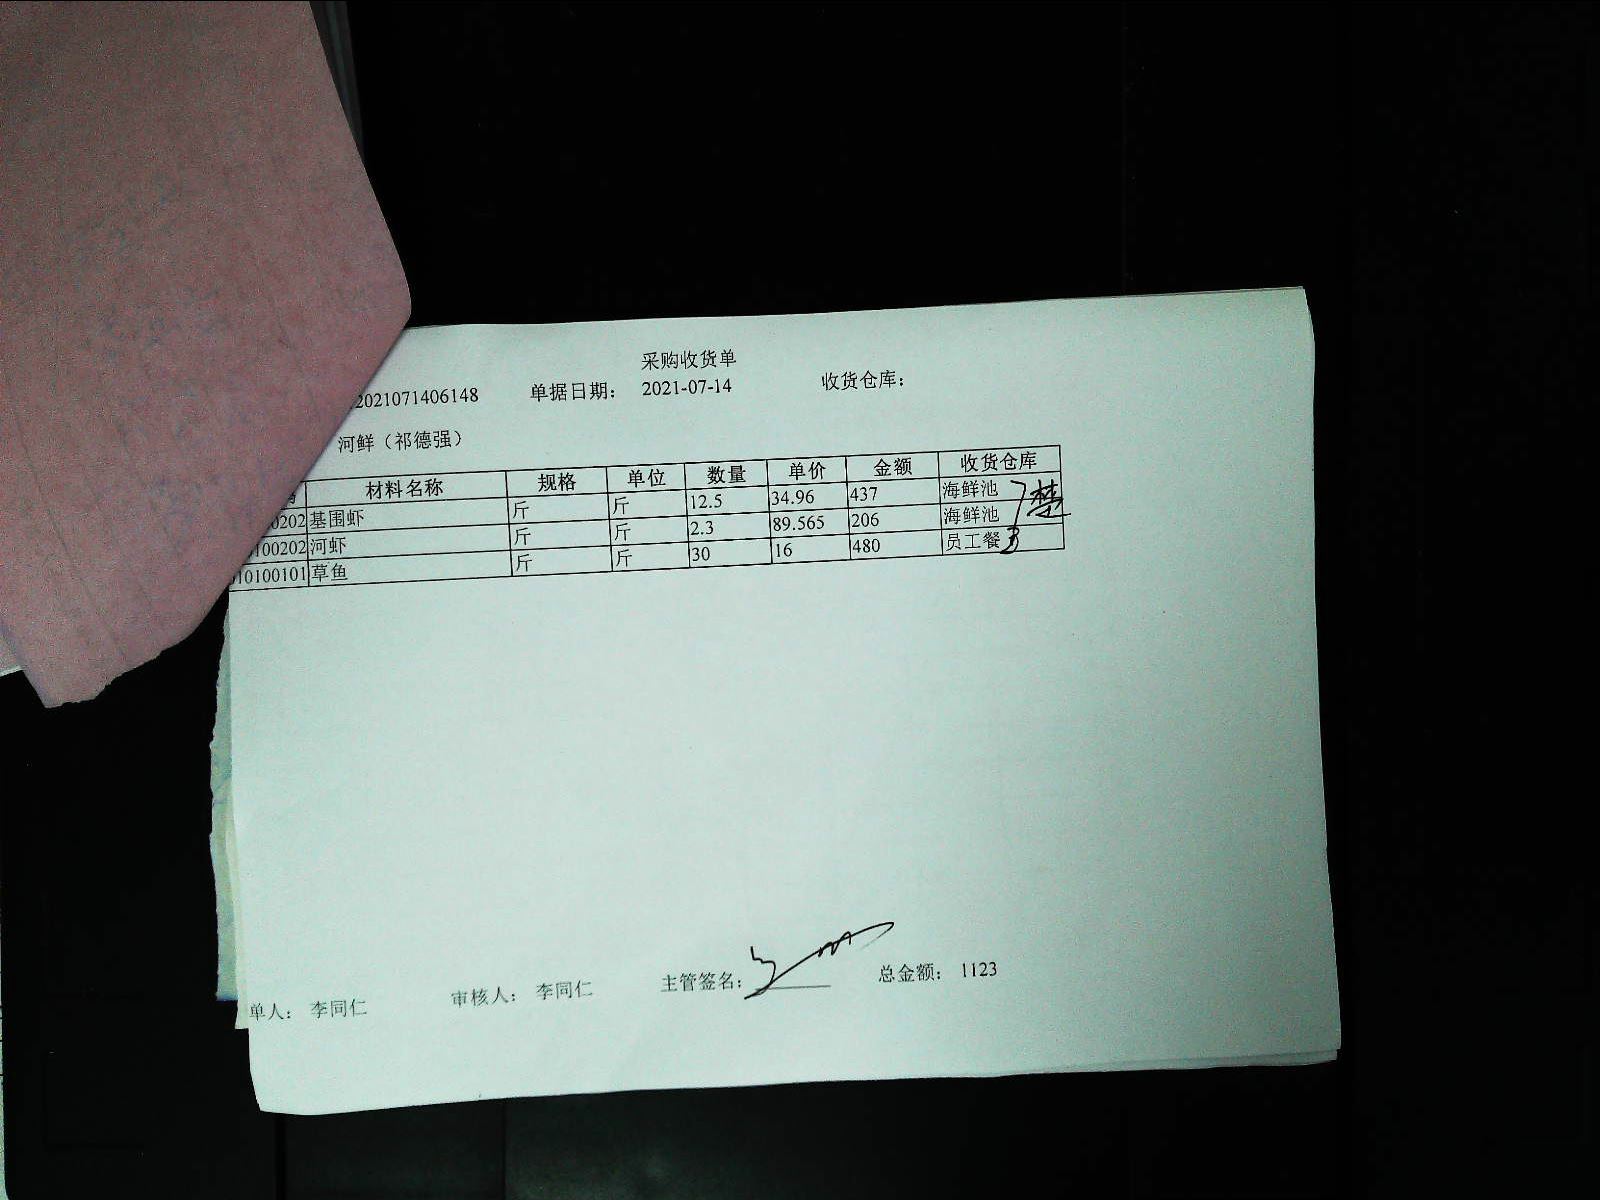 采购收货单
2021071406148 单据日期： 2021-07-14 收货仓库：
河鲜（祁德强）
材料名称 规格 单位 数量 单价 金额 收货仓库
0202 基围虾 斤 斤 12.5 34.96 437 海鲜池
100202 河虾 斤 斤 2.3 89.565 206 海鲜池
010100101 草鱼 斤 斤 30 16 480 员工餐
单人： 李同仁 审核人： 李同仁 主管签名： 总金额： 1123